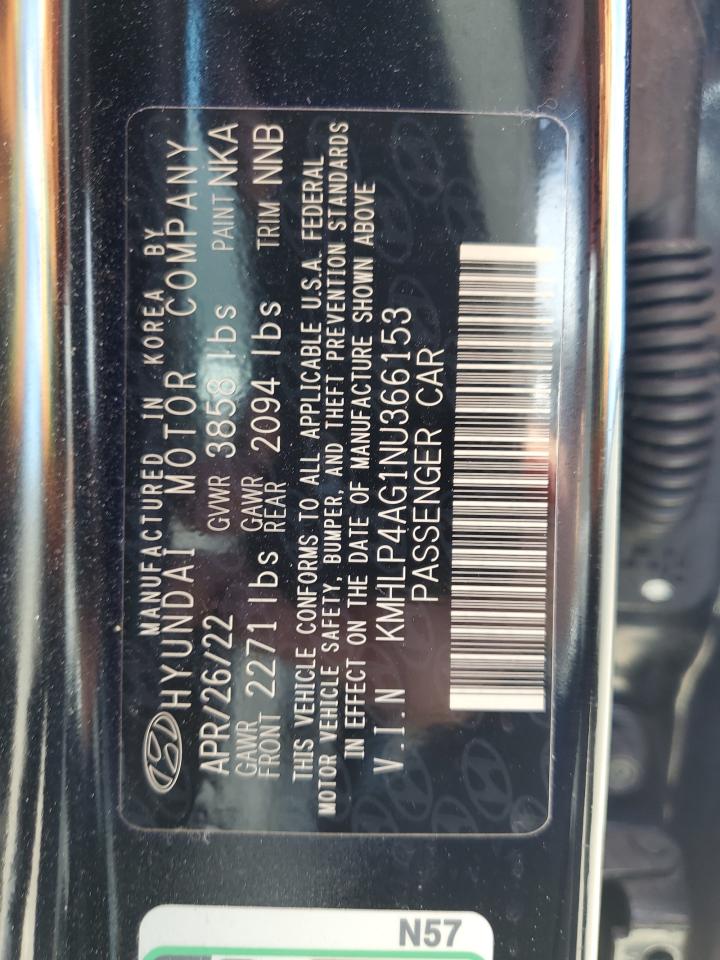 MANUFACTURED IN KOREA BY
HYUNDAI MOTOR COMPANY
APR/26/22 GVWR 3858 lbs PAINT NKA
GAWR FRONT 2271 lbs GAWR REAR 2094 lbs TRIM NNB
THIS VEHICLE CONFORMS TO ALL APPLICABLE U.S.A. FEDERAL
MOTOR VEHICLE SAFETY, BUMPER, AND THEFT PREVENTION STANDARDS
IN EFFECT ON THE DATE OF MANUFACTURE SHOWN ABOVE
V.I.N KMHLP4AG1NU366153
PASSENGER CAR
N57